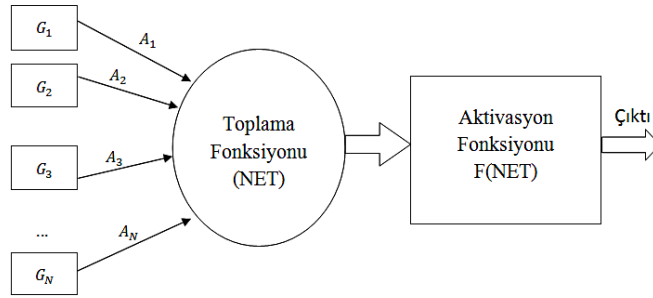 G1
A1
G2
A2
G3
A3
...
GN
AN
Toplama
Fonksiyonu
(NET)
Aktivasyon
Fonksiyonu
F(NET)
Çıktı